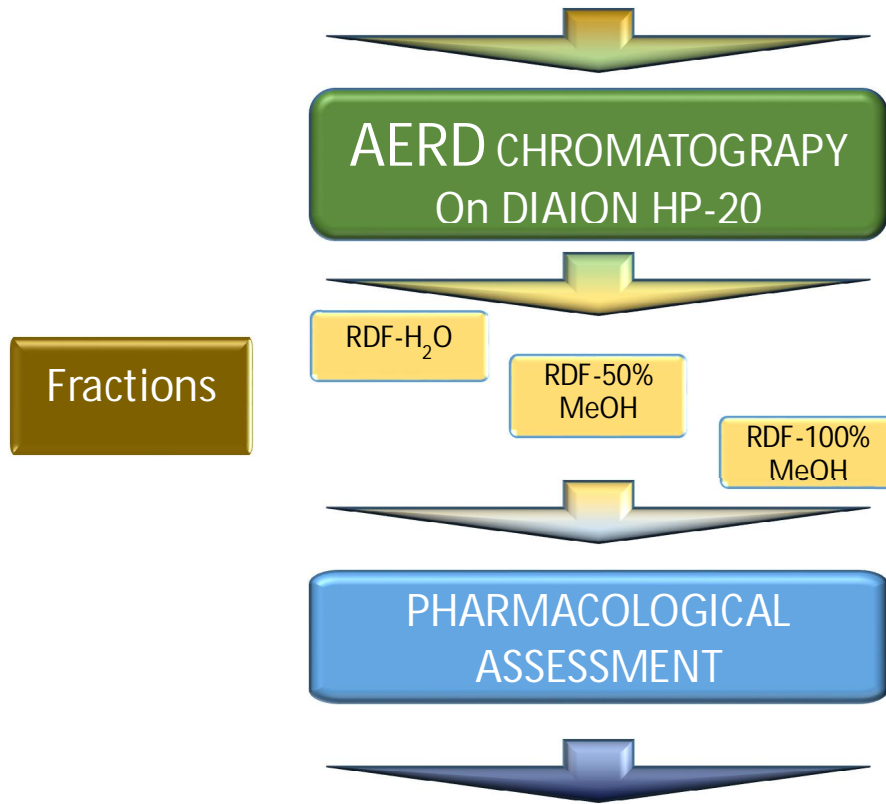 AERD CHROMATOGRAPY
On DIAION HP-20
Fractions
RDF-H₂O
RDF-50%
MeOH
RDF-100%
MeOH
PHARMACOLOGICAL
ASSESSMENT